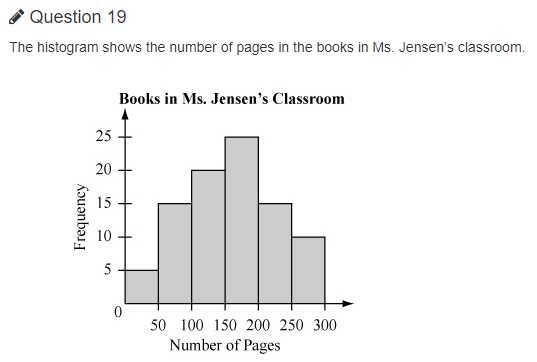 Question 19
The histogram shows the number of pages in the books in Ms. Jensen's classroom.
Books in Ms. Jensen's Classroom
25
20
15
10
5
0
Frequency
50 100 150 200 250 300
Number of Pages